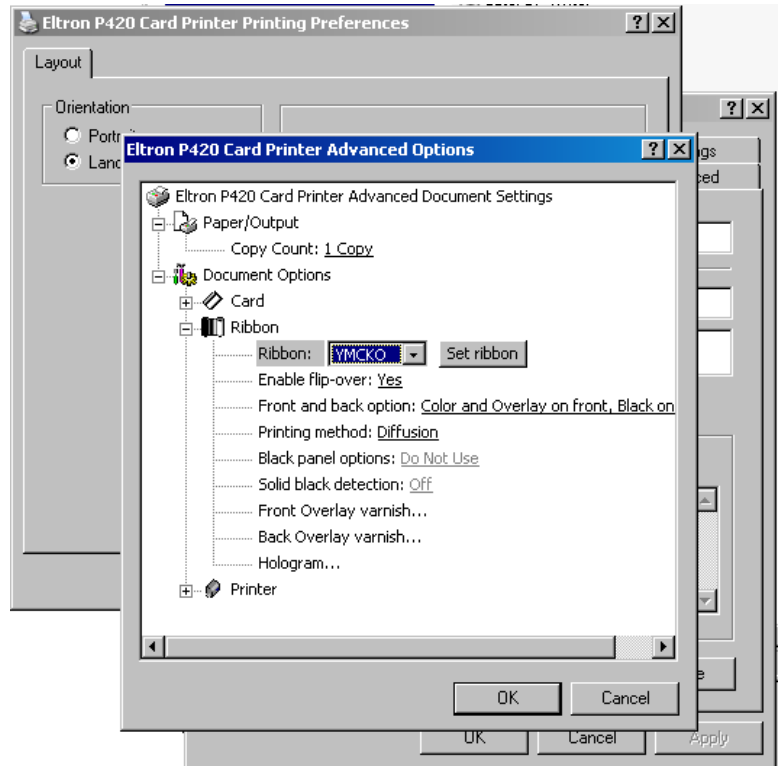 Eltron P420 Card Printer Printing Preferences
Layout
Orientation
Eltron P420 Card Printer Advanced Options
Eltron P420 Card Printer Advanced Document Settings
Paper/Output
Copy Count: 1 Copy
Document Options
Card
Ribbon
Ribbon: YMCKO Set ribbon
Enable flip-over: Yes
Front and back option: Color and Overlay on front, Black on
Printing method: Diffusion
Black panel options: Do Not Use
Solid black detection: Off
Front Overlay varnish...
Back Overlay varnish...
Hologram...
Printer
OK Cancel
OK Cancel Apply